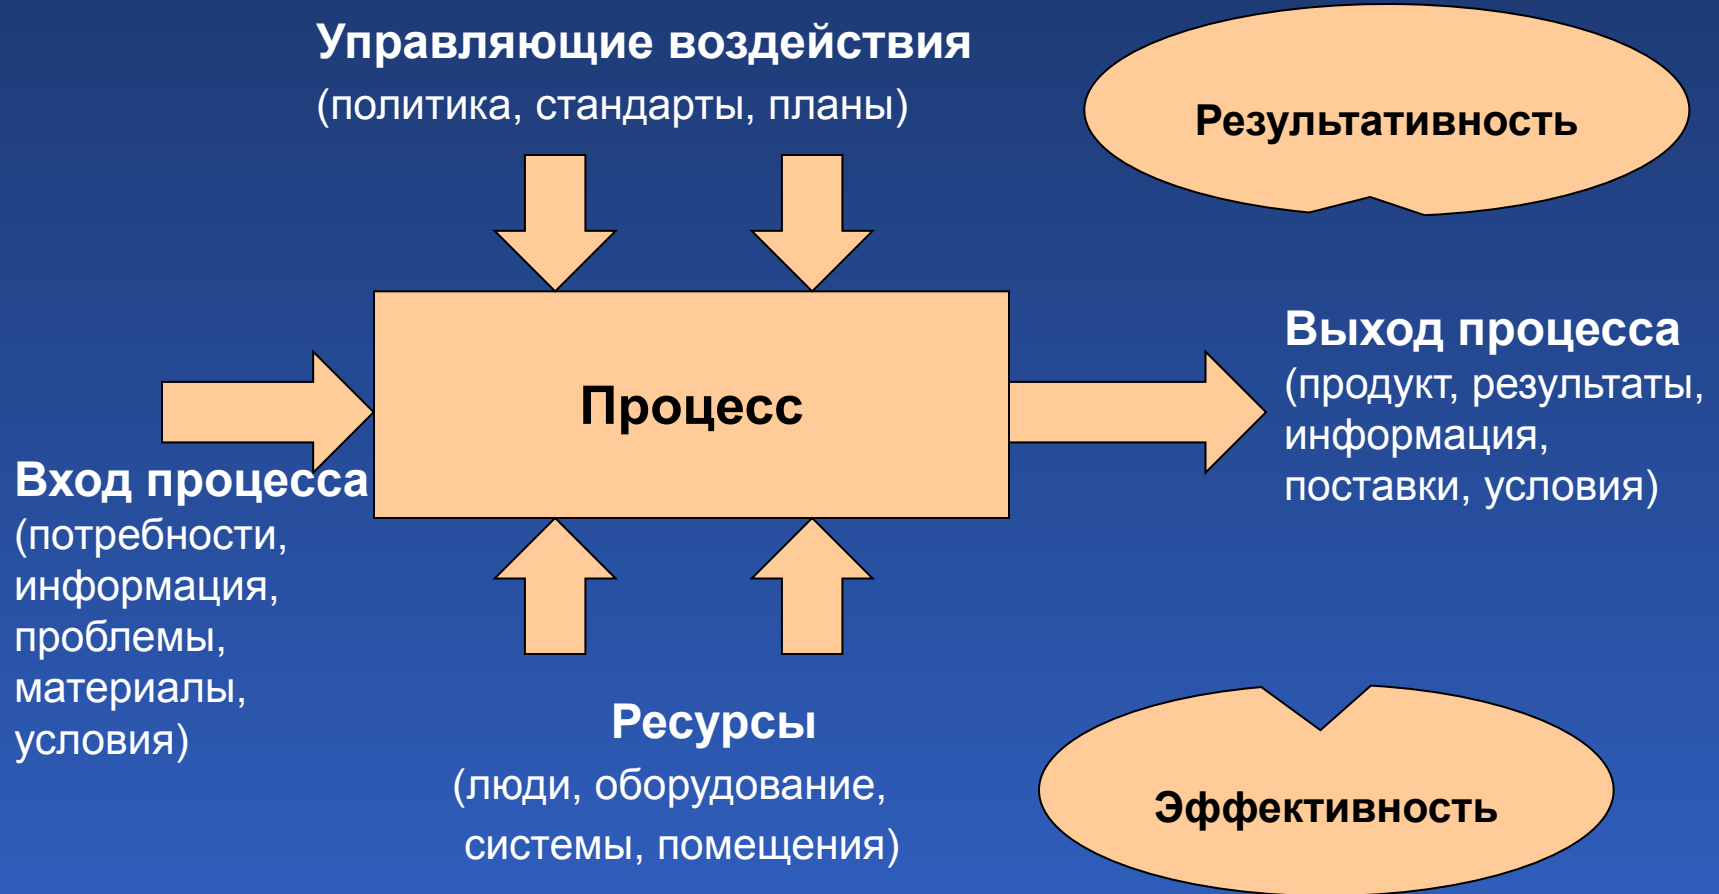 Управляющие воздействия
(политика, стандарты, планы)
Результативность
Процесс
Выход процесса
(продукт, результаты,
информация,
поставки, условия)
Вход процесса
(потребности,
информация,
проблемы,
материалы,
условия)
Ресурсы
(люди, оборудование,
системы, помещения)
Эффективность